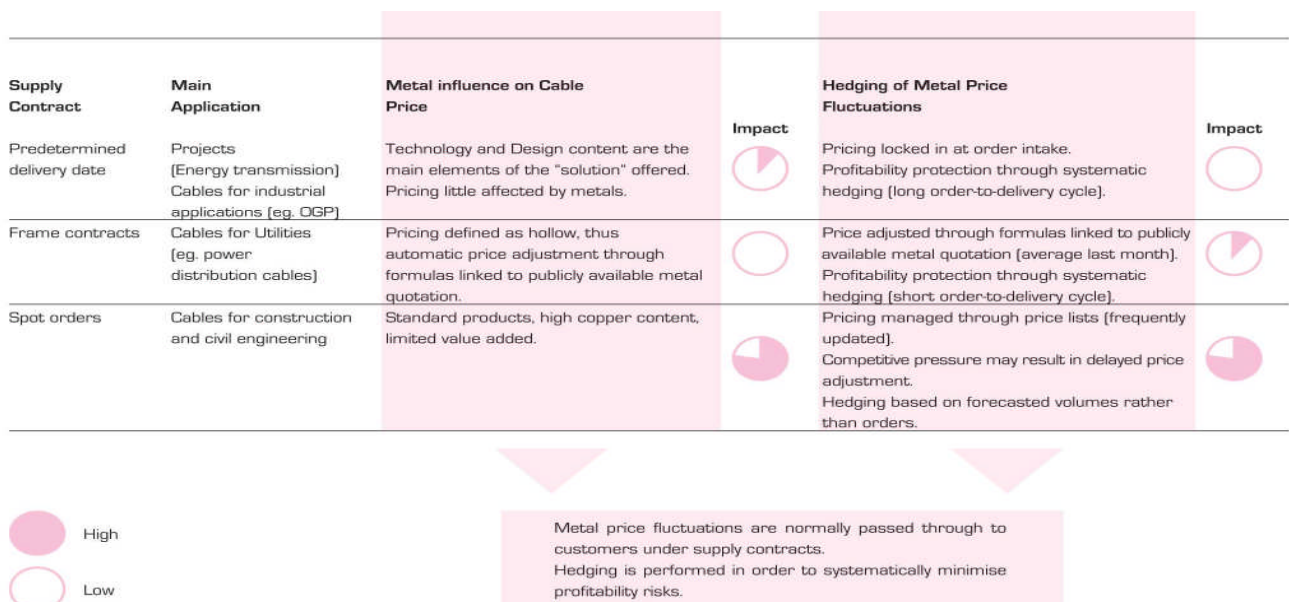 Supply Contract
Main Application
Metal influence on Cable Price
Impact
Hedging of Metal Price Fluctuations
Impact
Predetermined
delivery date
Projects
(Energy transmission)
Cables for industrial
applications (eg. OGP)
Technology and Design content are the
main elements of the “solution” offered.
Pricing little affected by metals.
Pricing locked in at order intake.
Profitability protection through systematic
hedging (long order-to-delivery cycle).
Frame contracts
Cables for Utilities
(eg. power
distribution cables)
Pricing defined as hollow, thus
automatic price adjustment through
formulas linked to publicly available metal
quotation.
Price adjusted through formulas linked to publicly
available metal quotation (average last month).
Profitability protection through systematic
hedging (short order-to-delivery cycle).
Spot orders
Cables for construction
and civil engineering
Standard products, high copper content,
limited value added.
Pricing managed through price lists (frequently
updated).
Competitive pressure may result in delayed price
adjustment.
Hedging based on forecasted volumes rather
than orders.
High
Low
Metal price fluctuations are normally passed through to
customers under supply contracts.
Hedging is performed in order to systematically minimise
profitability risks.